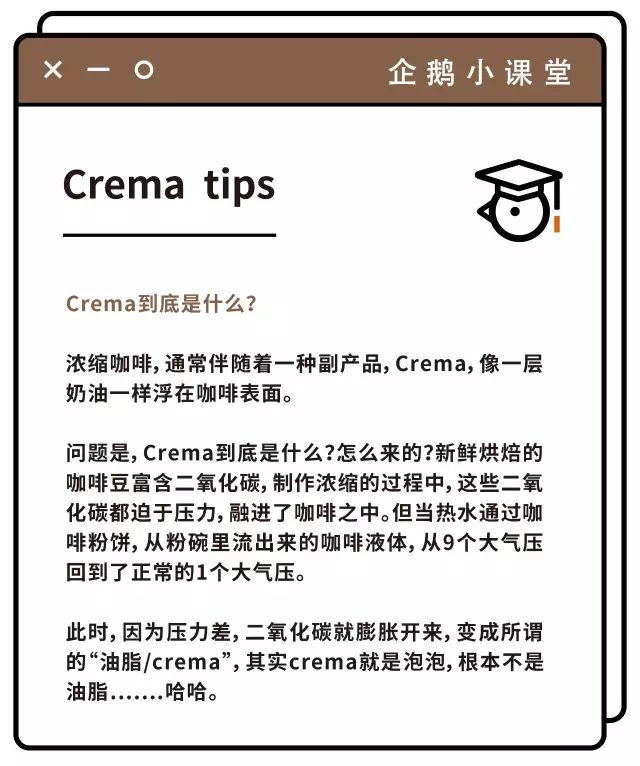 企鹅小课堂
Crema tips
Crema到底是什么?
浓缩咖啡,通常伴随着一种副产品,Crema,像一层
奶油一样浮在咖啡表面。
问题是,Crema到底是什么?怎么来的?新鲜烘焙的
咖啡豆富含二氧化碳,制作浓缩的过程中,这些二氧
化碳都迫于压力,融进了咖啡之中。但当热水通过咖
啡粉饼,从粉碗里流出来的咖啡液体,从9个大气压
回到了正常的1个大气压。
此时,因为压力差,二氧化碳就膨胀开来,变成所谓
的“油脂/crema”,其实crema就是泡泡,根本不是
油脂.......哈哈。